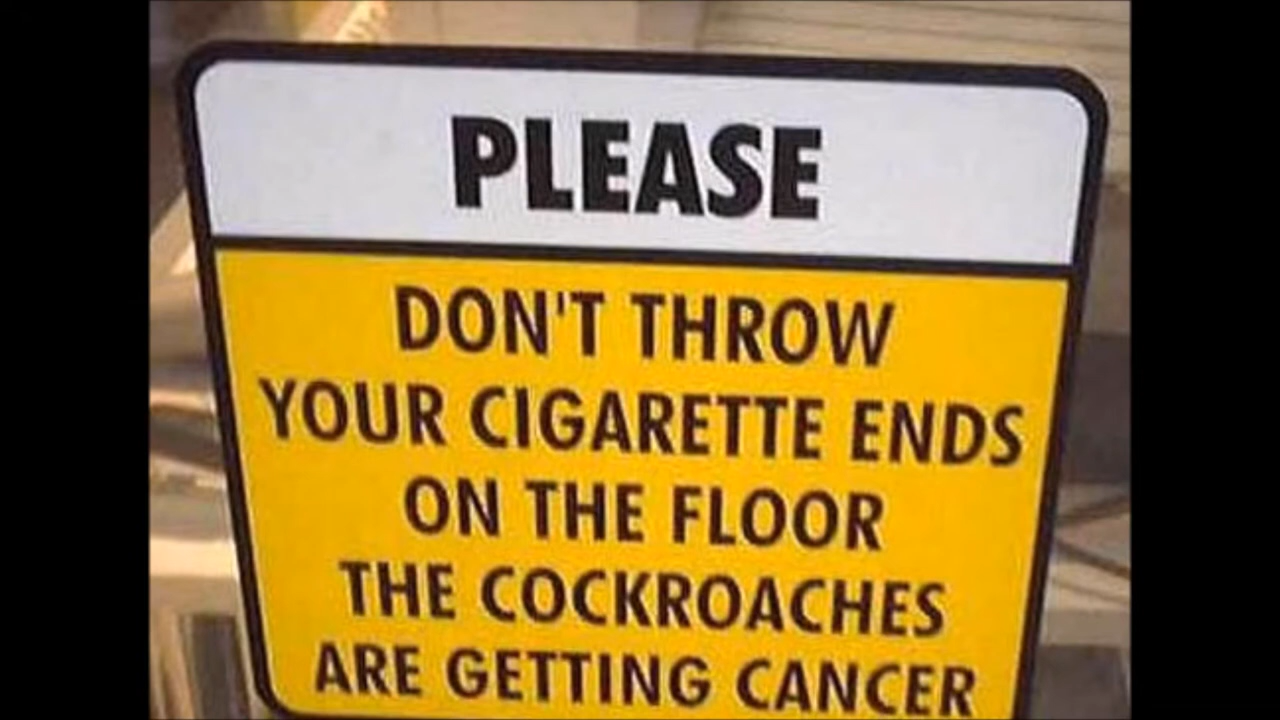 PLEASE
DON'T THROW
YOUR CIGARETTE ENDS
ON THE FLOOR
THE COCKROACHES
ARE GETTING CANCER